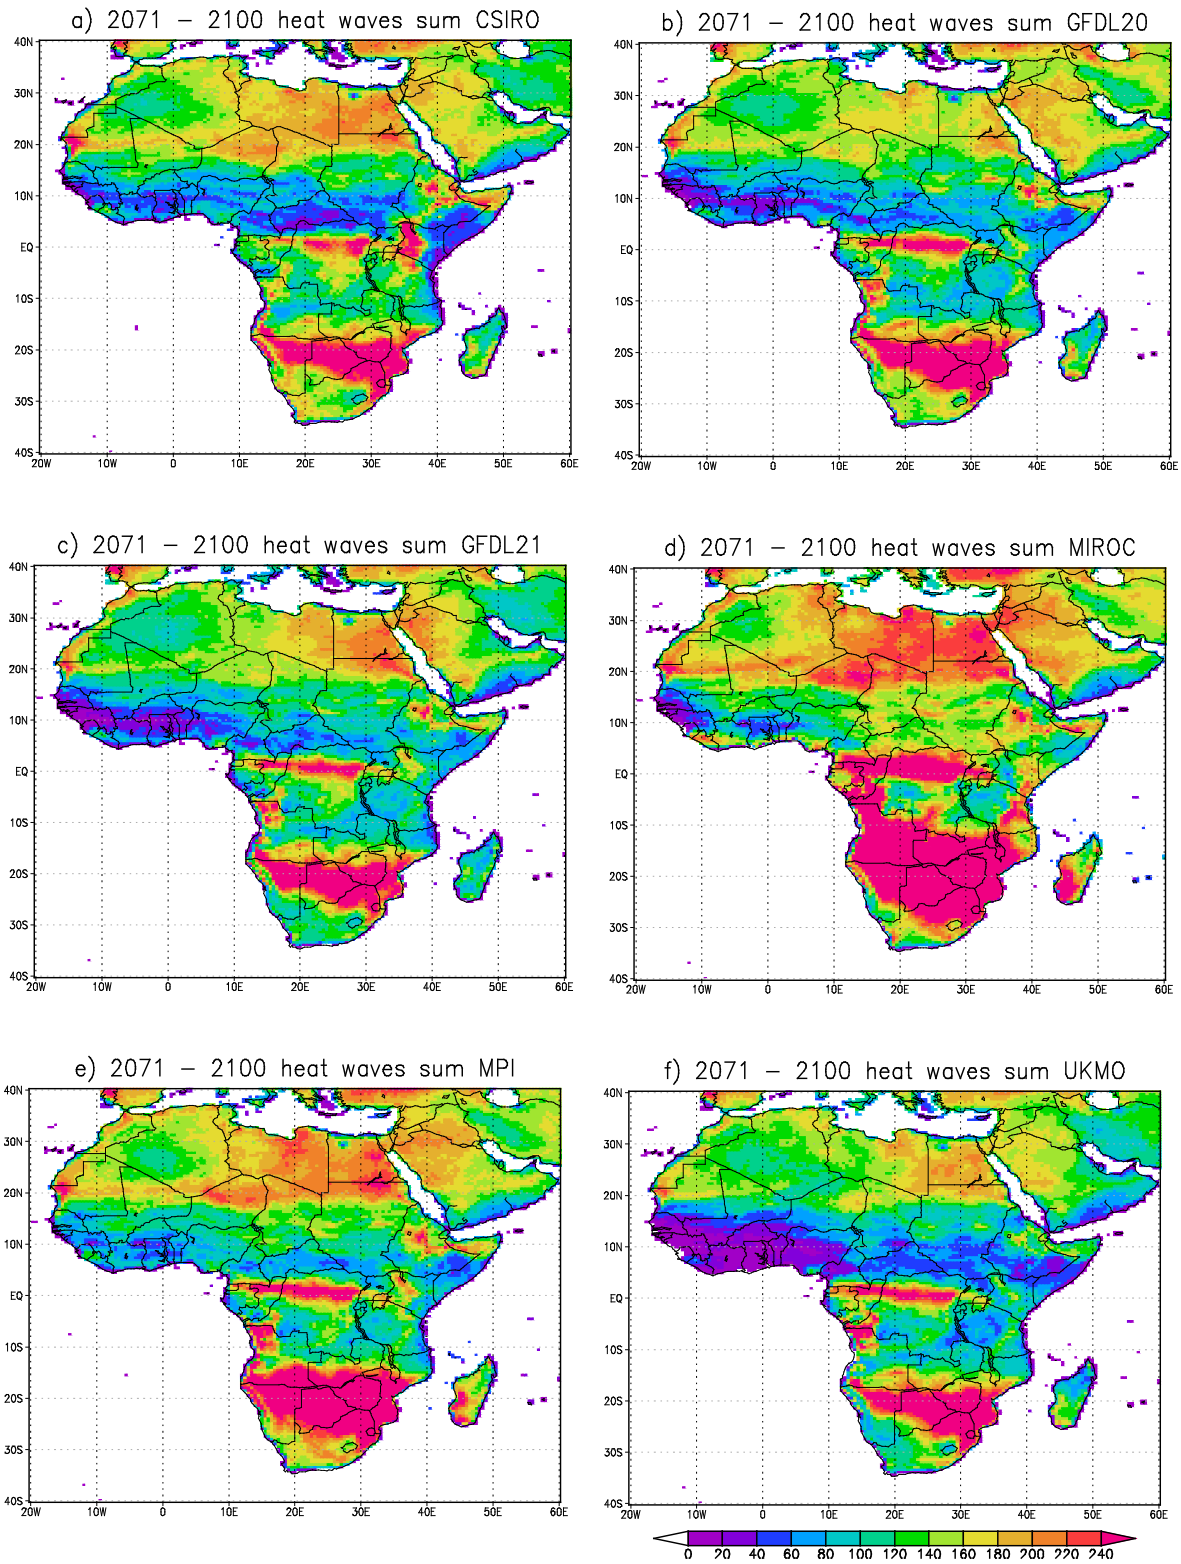 a) 2071 – 2100 heat waves sum CSIRO
40N
30N
20N
10N
EQ
10S
20S
30S
40S
20W 10W 0 10E 20E 30E 40E 50E 60E
b) 2071 – 2100 heat waves sum GFDL20
40N
30N
20N
10N
EQ
10S
20S
30S
40S
20W 10W 0 10E 20E 30E 40E 50E 60E
c) 2071 – 2100 heat waves sum GFDL21
40N
30N
20N
10N
EQ
10S
20S
30S
40S
20W 10W 0 10E 20E 30E 40E 50E 60E
d) 2071 – 2100 heat waves sum MIROC
40N
30N
20N
10N
EQ
10S
20S
30S
40S
20W 10W 0 10E 20E 30E 40E 50E 60E
e) 2071 – 2100 heat waves sum MPI
40N
30N
20N
10N
EQ
10S
20S
30S
40S
20W 10W 0 10E 20E 30E 40E 50E 60E
f) 2071 – 2100 heat waves sum UKMO
40N
30N
20N
10N
EQ
10S
20S
30S
40S
20W 10W 0 10E 20E 30E 40E 50E 60E
0 20 40 60 80 100 120 140 160 180 200 220 240